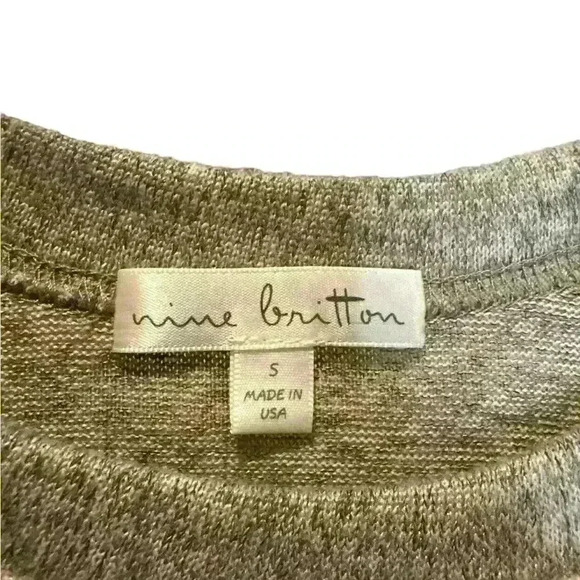 nine britton
S
MADE IN
USA